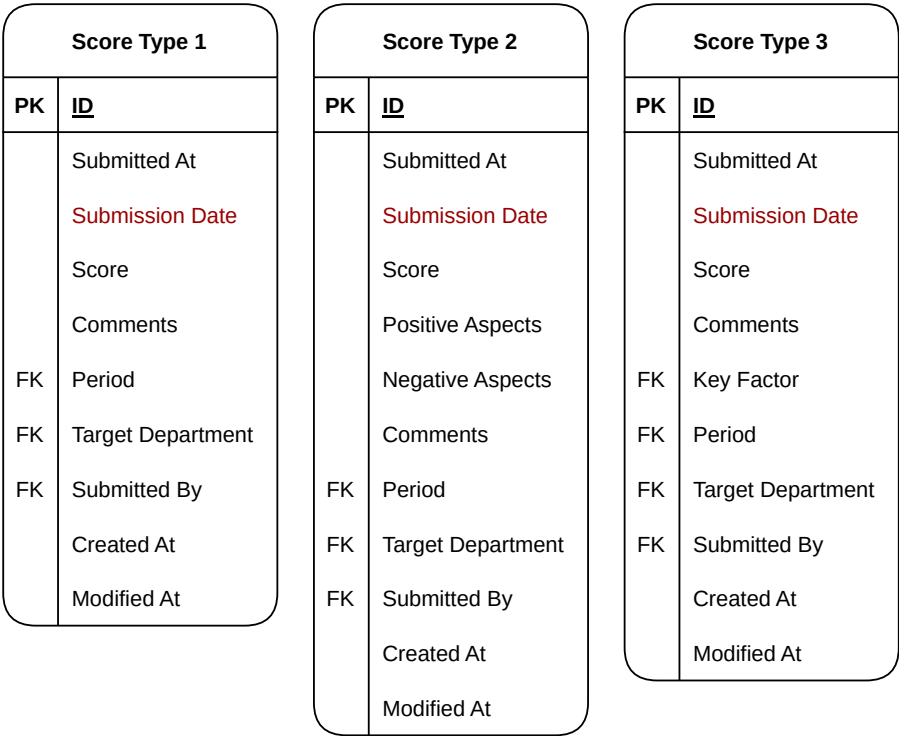 Score Type 1
PK ID
Submitted At
Submission Date
Score
Comments
FK Period
FK Target Department
FK Submitted By
Created At
Modified At
Score Type 2
PK ID
Submitted At
Submission Date
Score
Positive Aspects
Negative Aspects
Comments
FK Period
FK Target Department
FK Submitted By
Created At
Modified At
Score Type 3
PK ID
Submitted At
Submission Date
Score
Comments
FK Key Factor
FK Period
FK Target Department
FK Submitted By
Created At
Modified At